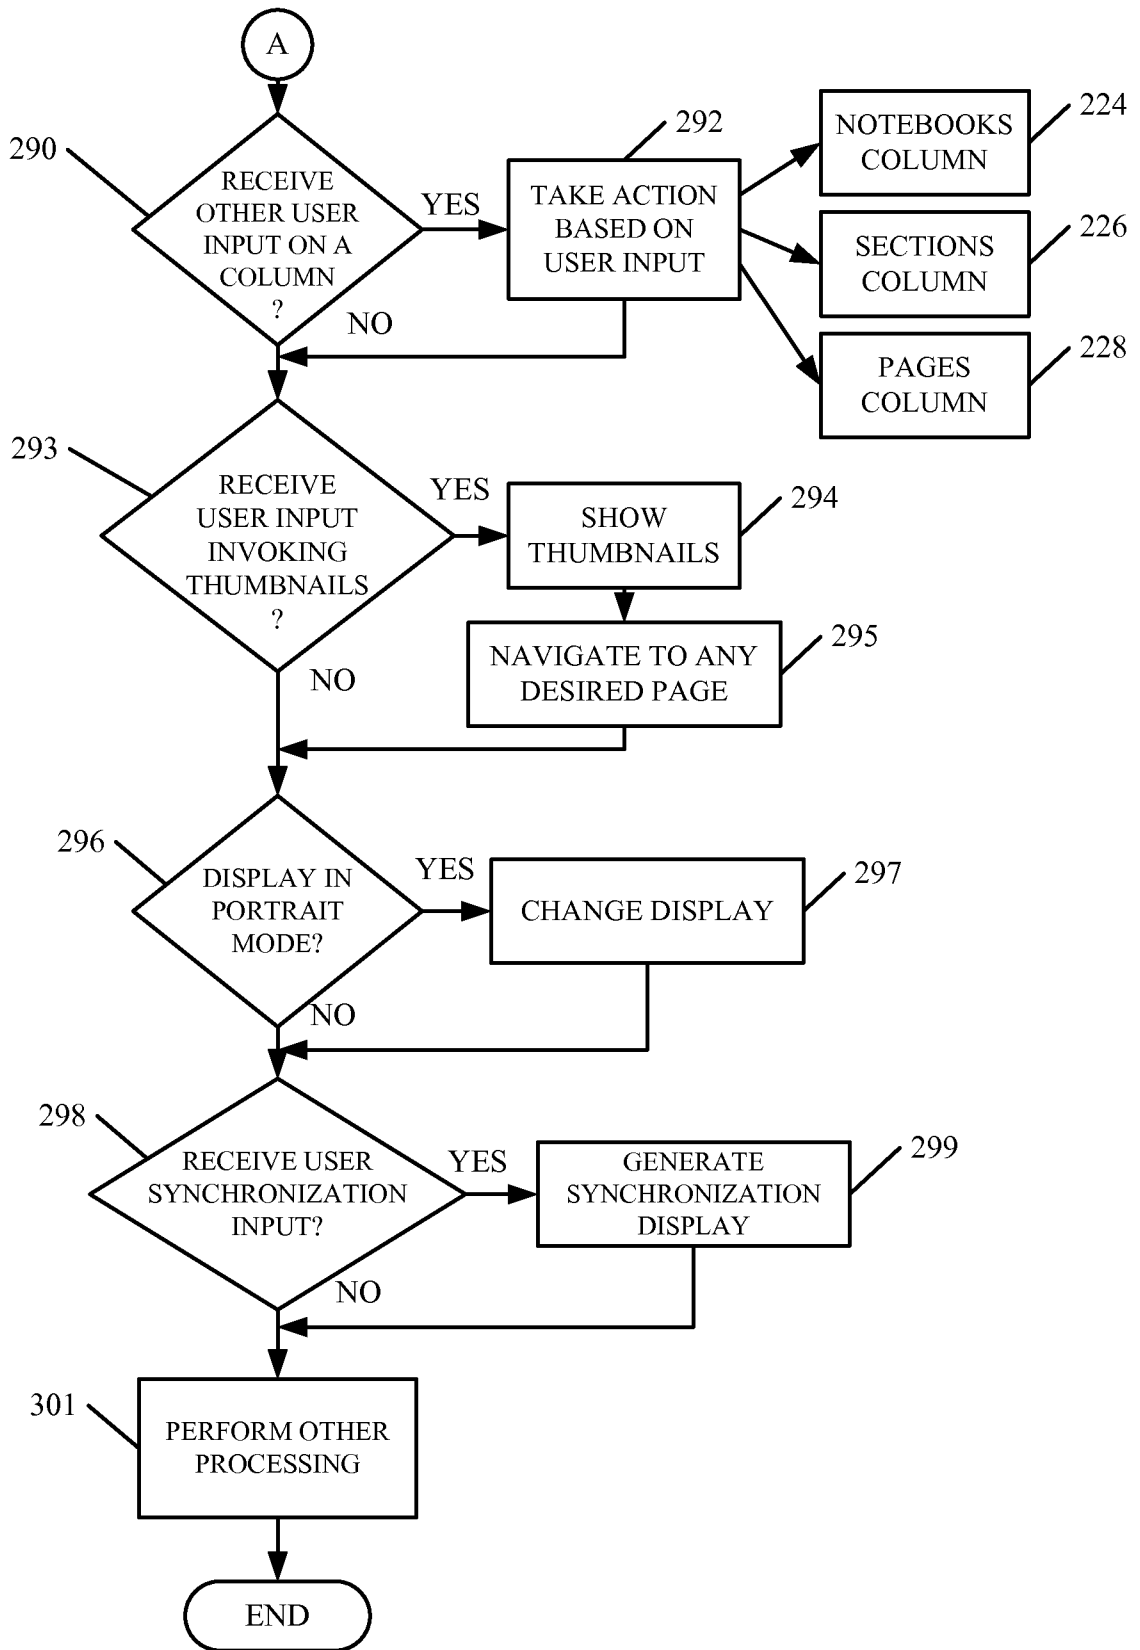 A
290
RECEIVE
OTHER USER
INPUT ON A
COLUMN
?
YES
NO
292
TAKE ACTION
BASED ON
USER INPUT
NOTEBOOKS
COLUMN
224
SECTIONS
COLUMN
226
PAGES
COLUMN
228
293
RECEIVE
USER INPUT
INVOKING
THUMBNAILS
?
YES
NO
SHOW
THUMBNAILS
294
NAVIGATE TO ANY
DESIRED PAGE
295
296
DISPLAY IN
PORTRAIT
MODE?
YES
NO
CHANGE DISPLAY
297
298
RECEIVE USER
SYNCHRONIZATION
INPUT?
YES
NO
GENERATE
SYNCHRONIZATION
DISPLAY
299
301
PERFORM OTHER
PROCESSING
END